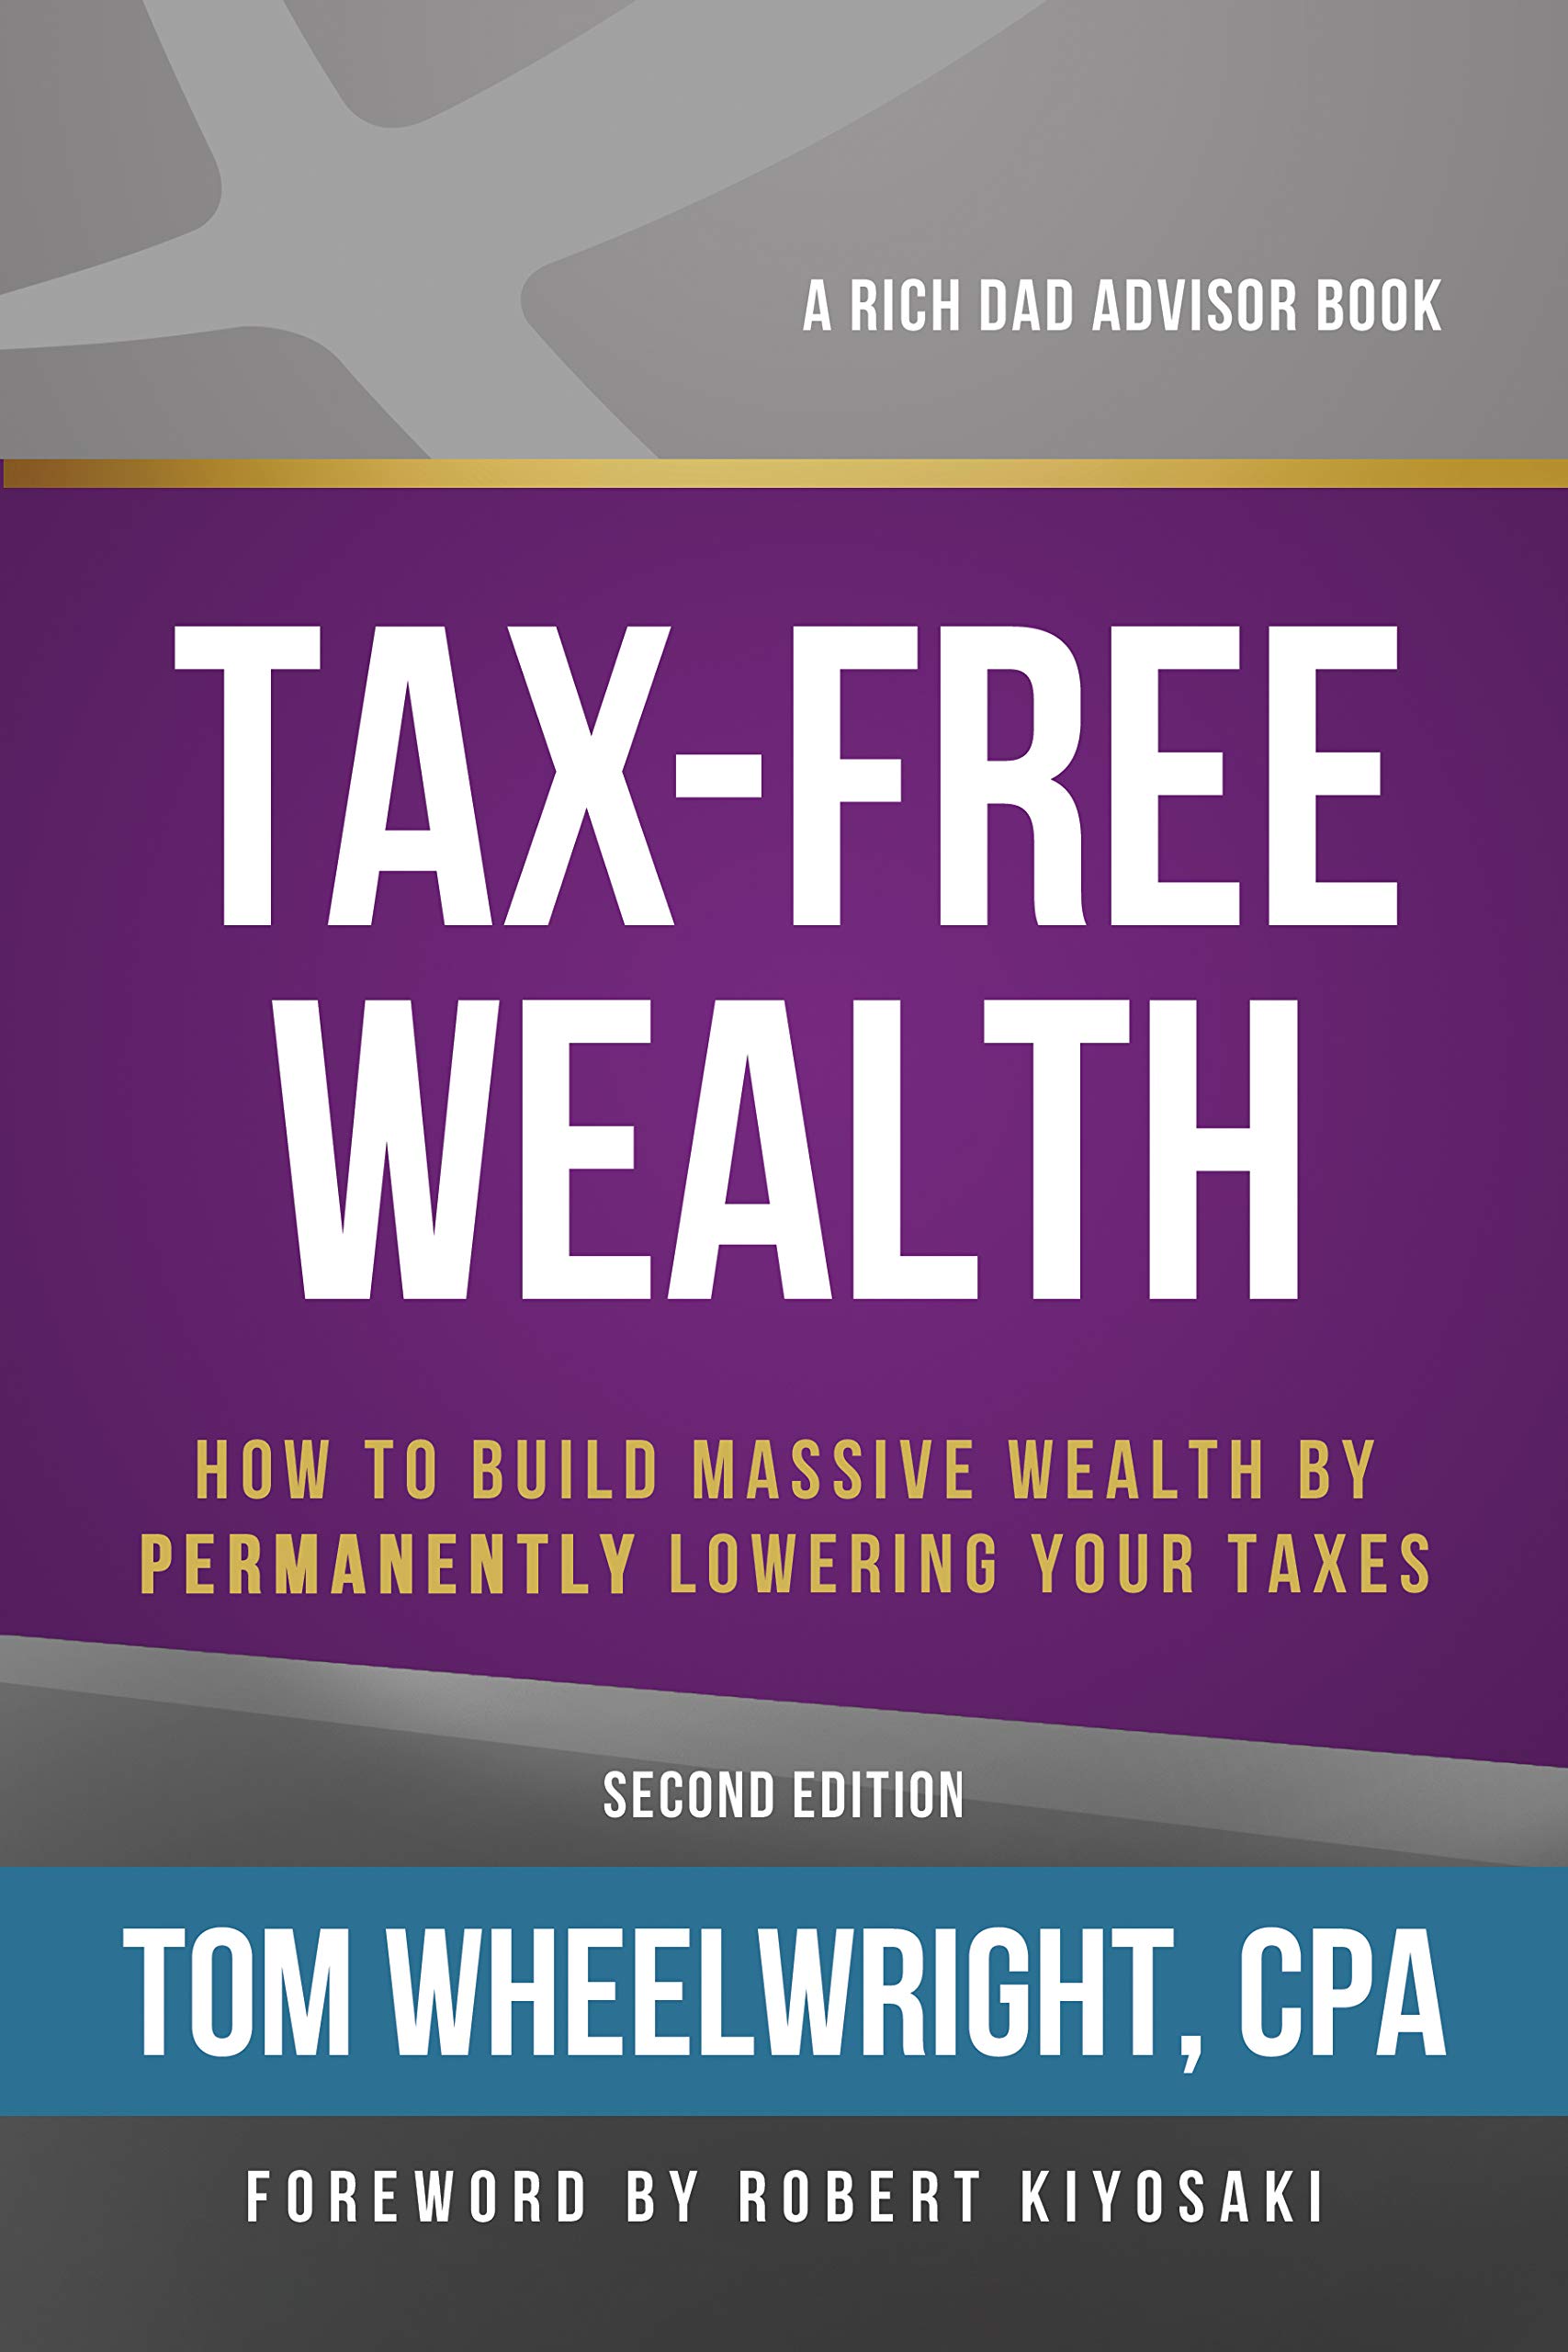 A RICH DAD ADVISOR BOOK
TAX-FREE
WEALTH
HOW TO BUILD MASSIVE WEALTH BY
PERMANENTLY LOWERING YOUR TAXES
SECOND EDITION
TOM WHEELWRIGHT, CPA
FOREWORD BY ROBERT KIYOSAKI